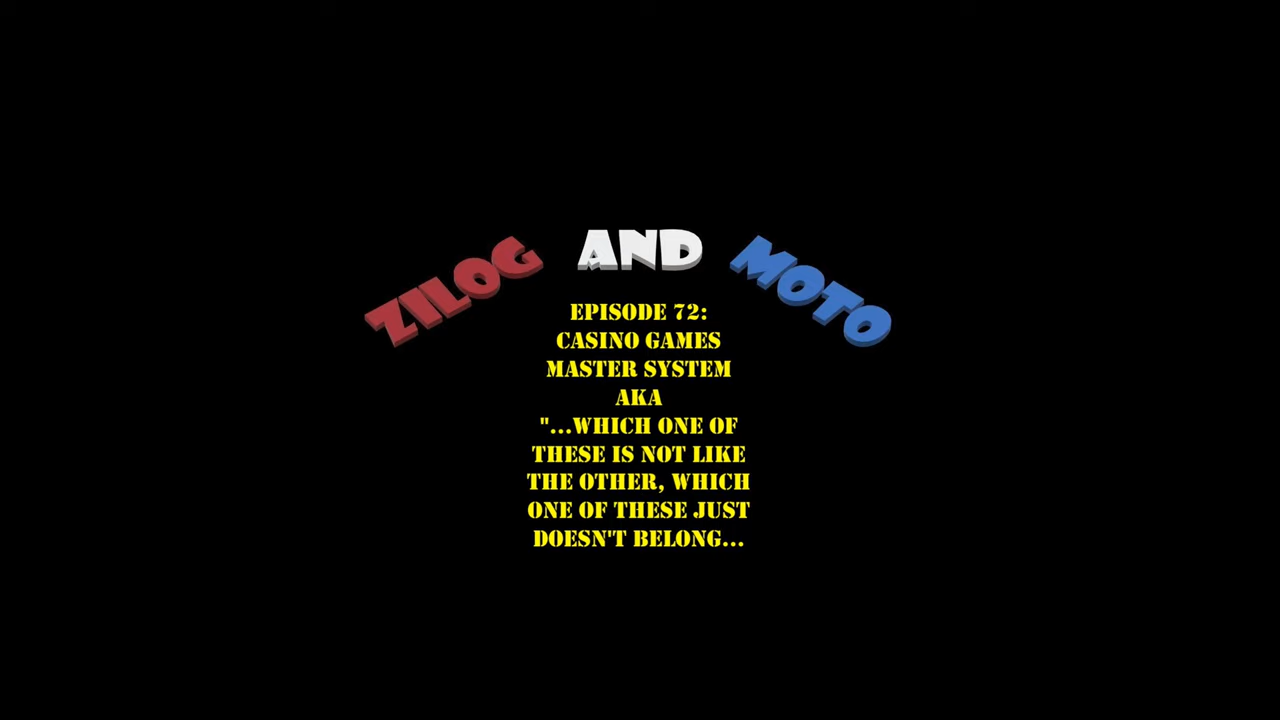 ZILOG AND MOTO
EPISODE 72:
CASINO GAMES
MASTER SYSTEM
AKA
"...WHICH ONE OF
THESE IS NOT LIKE
THE OTHER, WHICH
ONE OF THESE JUST
DOESN'T BELONG...